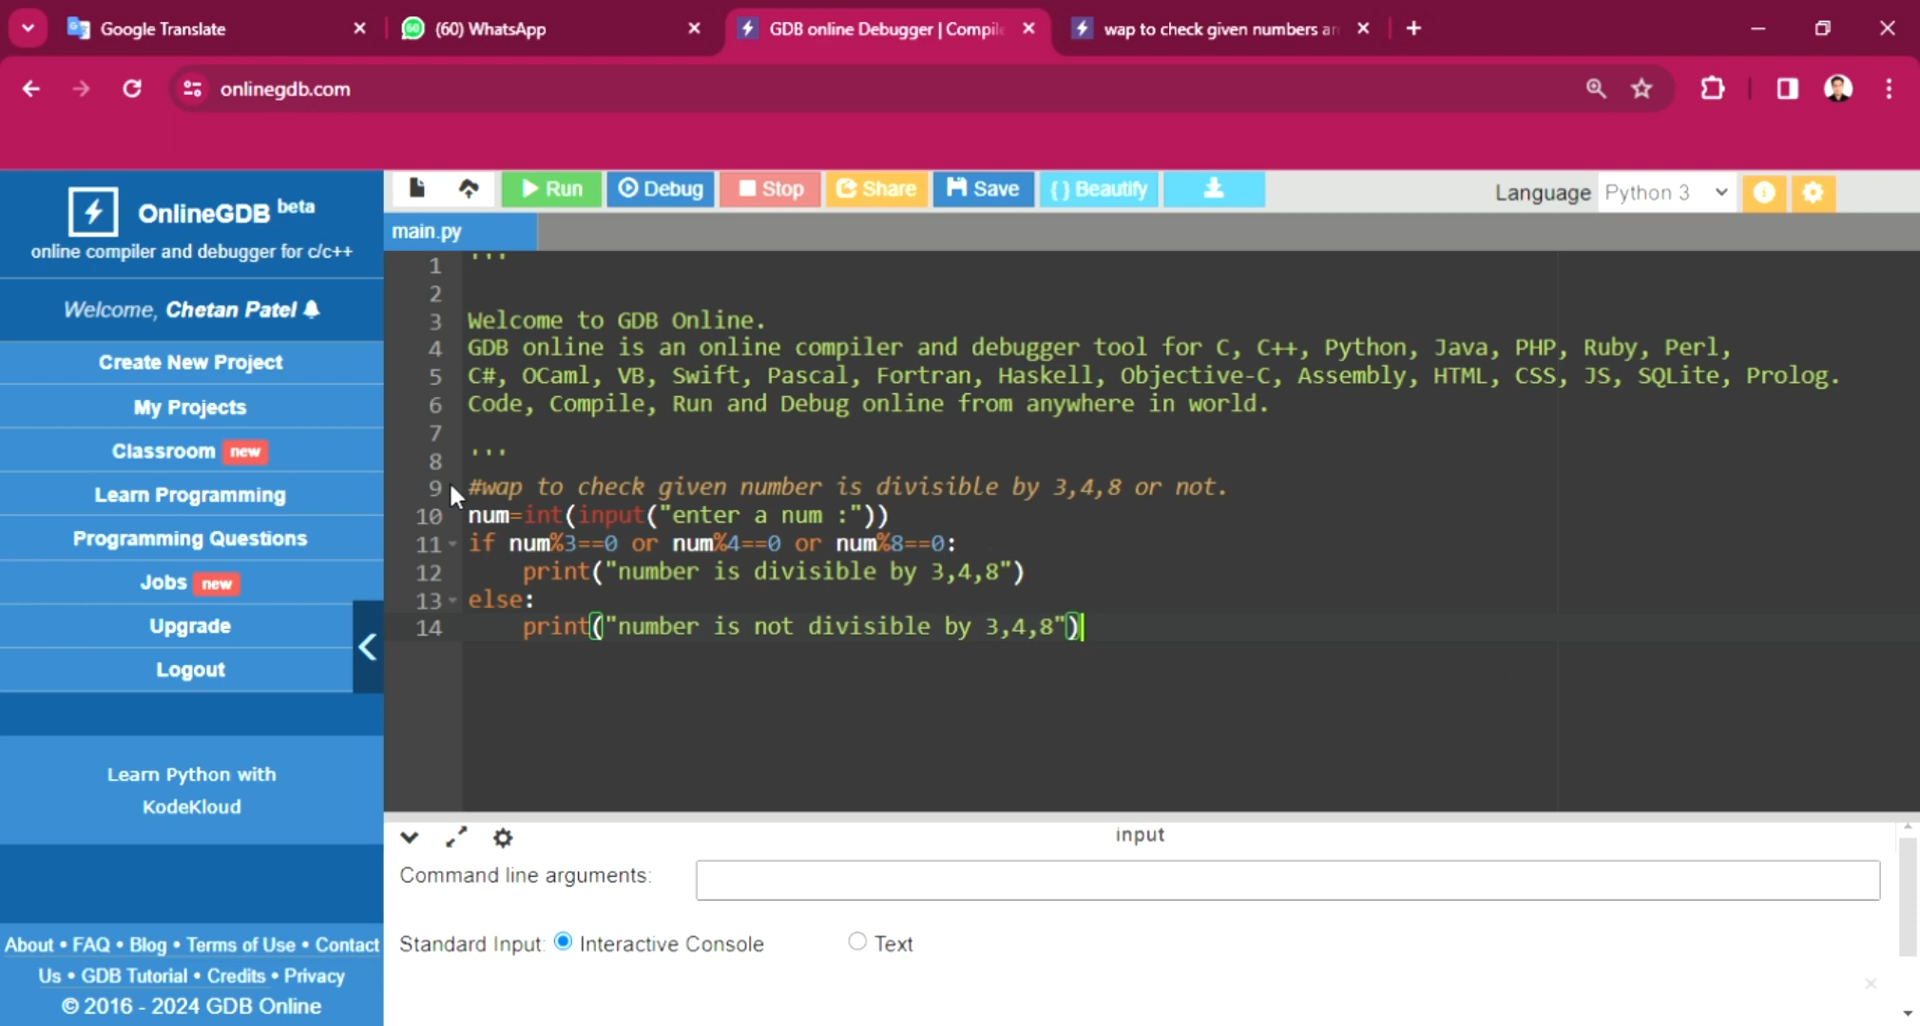 Google Translate
(60) WhatsApp
GDB online Debugger | Compile
wap to check given numbers ar
onlinegdb.com
OnlineGDB beta
online compiler and debugger for c/c++
Welcome, Chetan Patel
Create New Project
My Projects
Classroom new
Learn Programming
Programming Questions
Jobs new
Upgrade
Logout
Learn Python with
KodeKloud
About • FAQ • Blog • Terms of Use • Contact
Us • GDB Tutorial • Credits • Privacy
© 2016 - 2024 GDB Online
Run Debug Stop Share Save { } Beautify Language Python 3
main.py
1 '''
2
3 Welcome to GDB Online.
4 GDB online is an online compiler and debugger tool for C, C++, Python, Java, PHP, Ruby, Perl,
5 C#, OCaml, VB, Swift, Pascal, Fortran, Haskell, Objective-C, Assembly, HTML, CSS, JS, SQLite, Prolog.
6 Code, Compile, Run and Debug online from anywhere in world.
7
8 '''
9 #wap to check given number is divisible by 3,4,8 or not.
10 num=int(input("enter a num :"))
11 if num%3==0 or num%4==0 or num%8==0:
12     print("number is divisible by 3,4,8")
13 else:
14     print("number is not divisible by 3,4,8")
input
Command line arguments:
Standard Input: Interactive Console Text